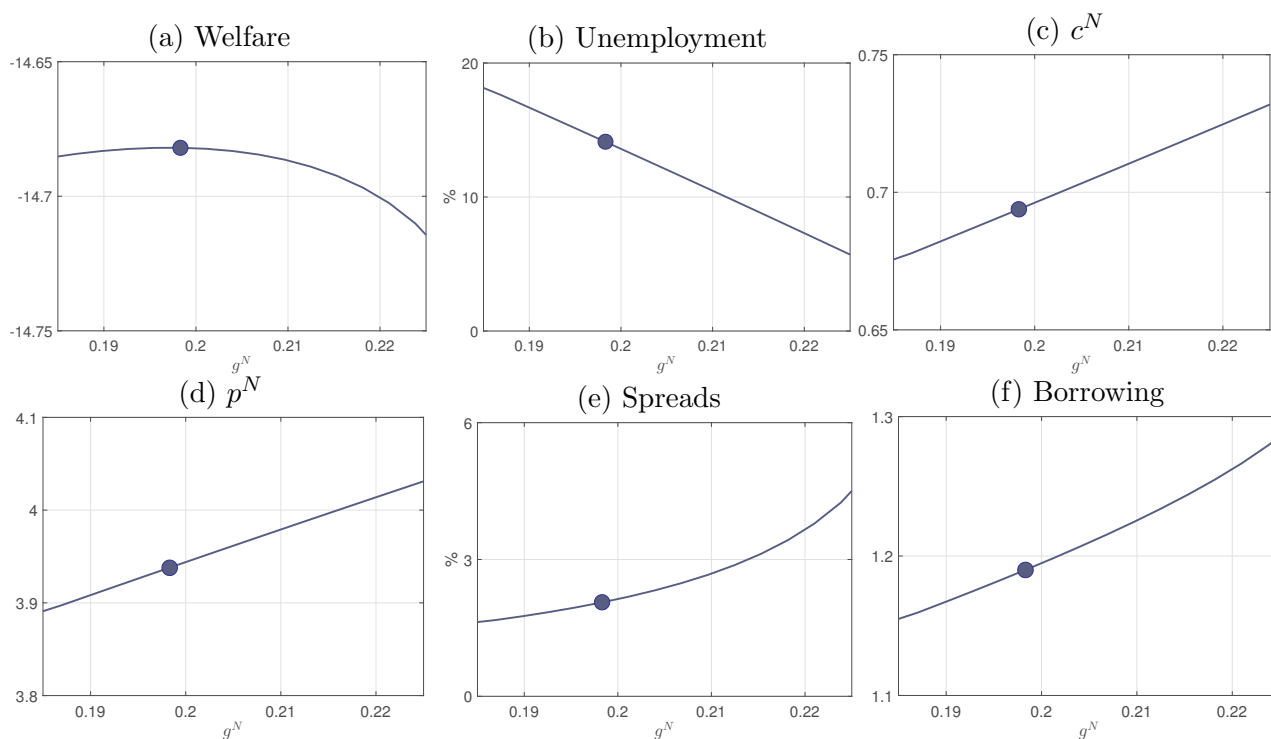 (a) Welfare
-14.65
-14.7
-14.75
0.19 0.2 0.21 0.22
g^N
(b) Unemployment
20
10
0
%
0.19 0.2 0.21 0.22
g^N
(c) c^N
0.75
0.7
0.65
0.19 0.2 0.21 0.22
g^N
(d) p^N
4.1
4
3.9
3.8
0.19 0.2 0.21 0.22
g^N
(e) Spreads
6
3
0
%
0.19 0.2 0.21 0.22
g^N
(f) Borrowing
1.3
1.2
1.1
0.19 0.2 0.21 0.22
g^N